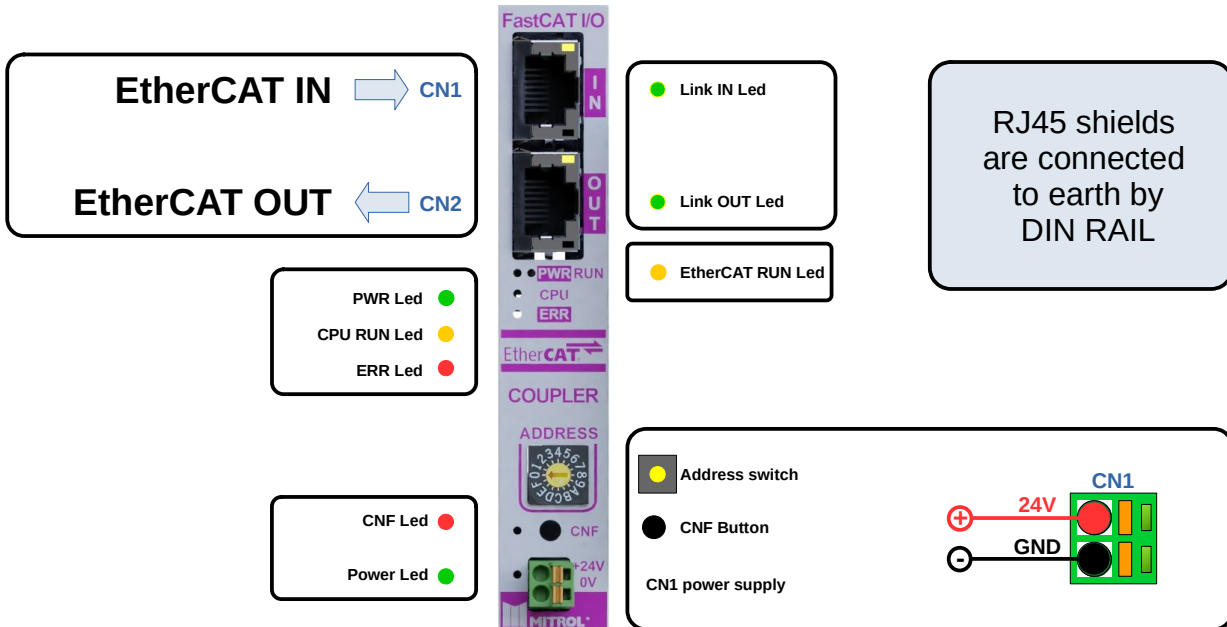 FastCAT I/O
EtherCAT IN
CN1
IN
Link IN Led
RJ45 shields
are connected
to earth by
DIN RAIL
EtherCAT OUT
CN2
OUT
Link OUT Led
PWR RUN
CPU
ERR
EtherCAT RUN Led
PWR Led
CPU RUN Led
ERR Led
EtherCAT
COUPLER
ADDRESS
0123456789ABCDEF
CNF
+24V
0V
MITROL
CNF Led
Power Led
Address switch
CNF Button
CN1 power supply
CN1
+
24V
-
GND